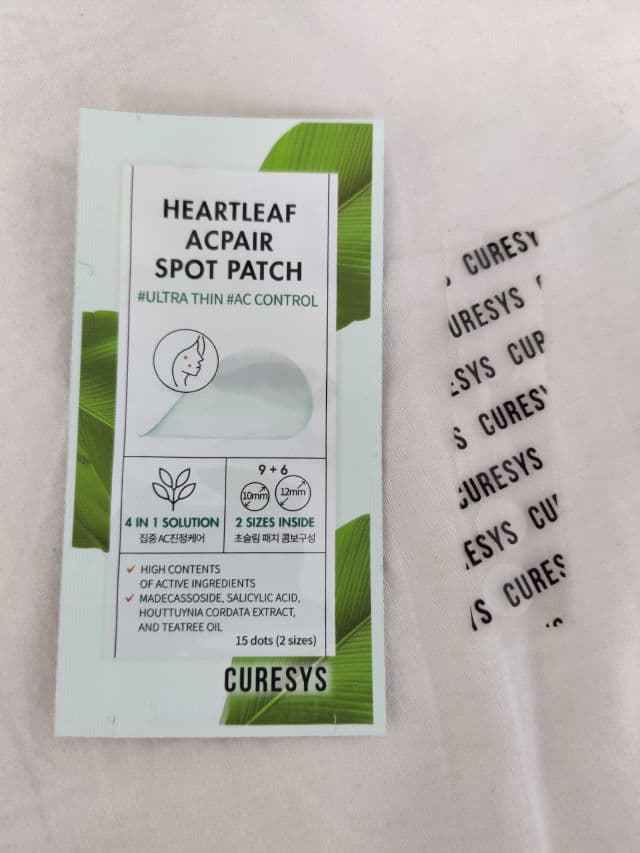 HEARTLEAF
ACPAIR
SPOT PATCH
#ULTRA THIN #AC CONTROL
9 + 6
10mm 12mm
4 IN 1 SOLUTION
집중 AC진정케어
2 SIZES INSIDE
초슬림 패치 콤보구성
✓ HIGH CONTENTS
OF ACTIVE INGREDIENTS
✓ MADECASSOSIDE, SALICYLIC ACID,
HOUTTUYNIA CORDATA EXTRACT,
AND TEATREE OIL
15 dots (2 sizes)
CURESYS
CURESY
URESYS
ESYS CUR
S CURESY
CURESYS
ESYS CU
YS CURES